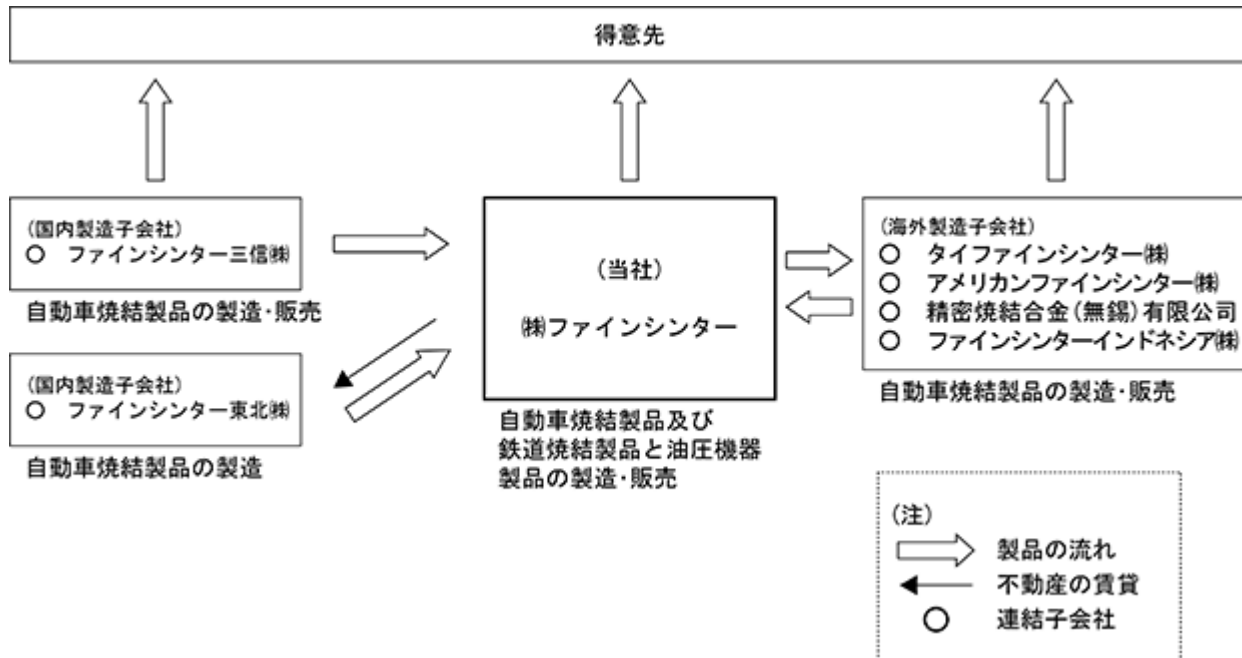 得意先
(国内製造子会社)
○ ファインシンター三信㈱
自動車焼結製品の製造･販売
(国内製造子会社)
○ ファインシンター東北㈱
自動車焼結製品の製造
(当社)
㈱ファインシンター
自動車焼結製品及び
鉄道焼結製品と油圧機器
製品の製造･販売
(海外製造子会社)
○ タイファインシンター㈱
○ アメリカンファインシンター㈱
○ 精密焼結合金(無錫)有限公司
○ ファインシンターインドネシア㈱
自動車焼結製品の製造･販売
(注)
製品の流れ
不動産の賃貸
○ 連結子会社